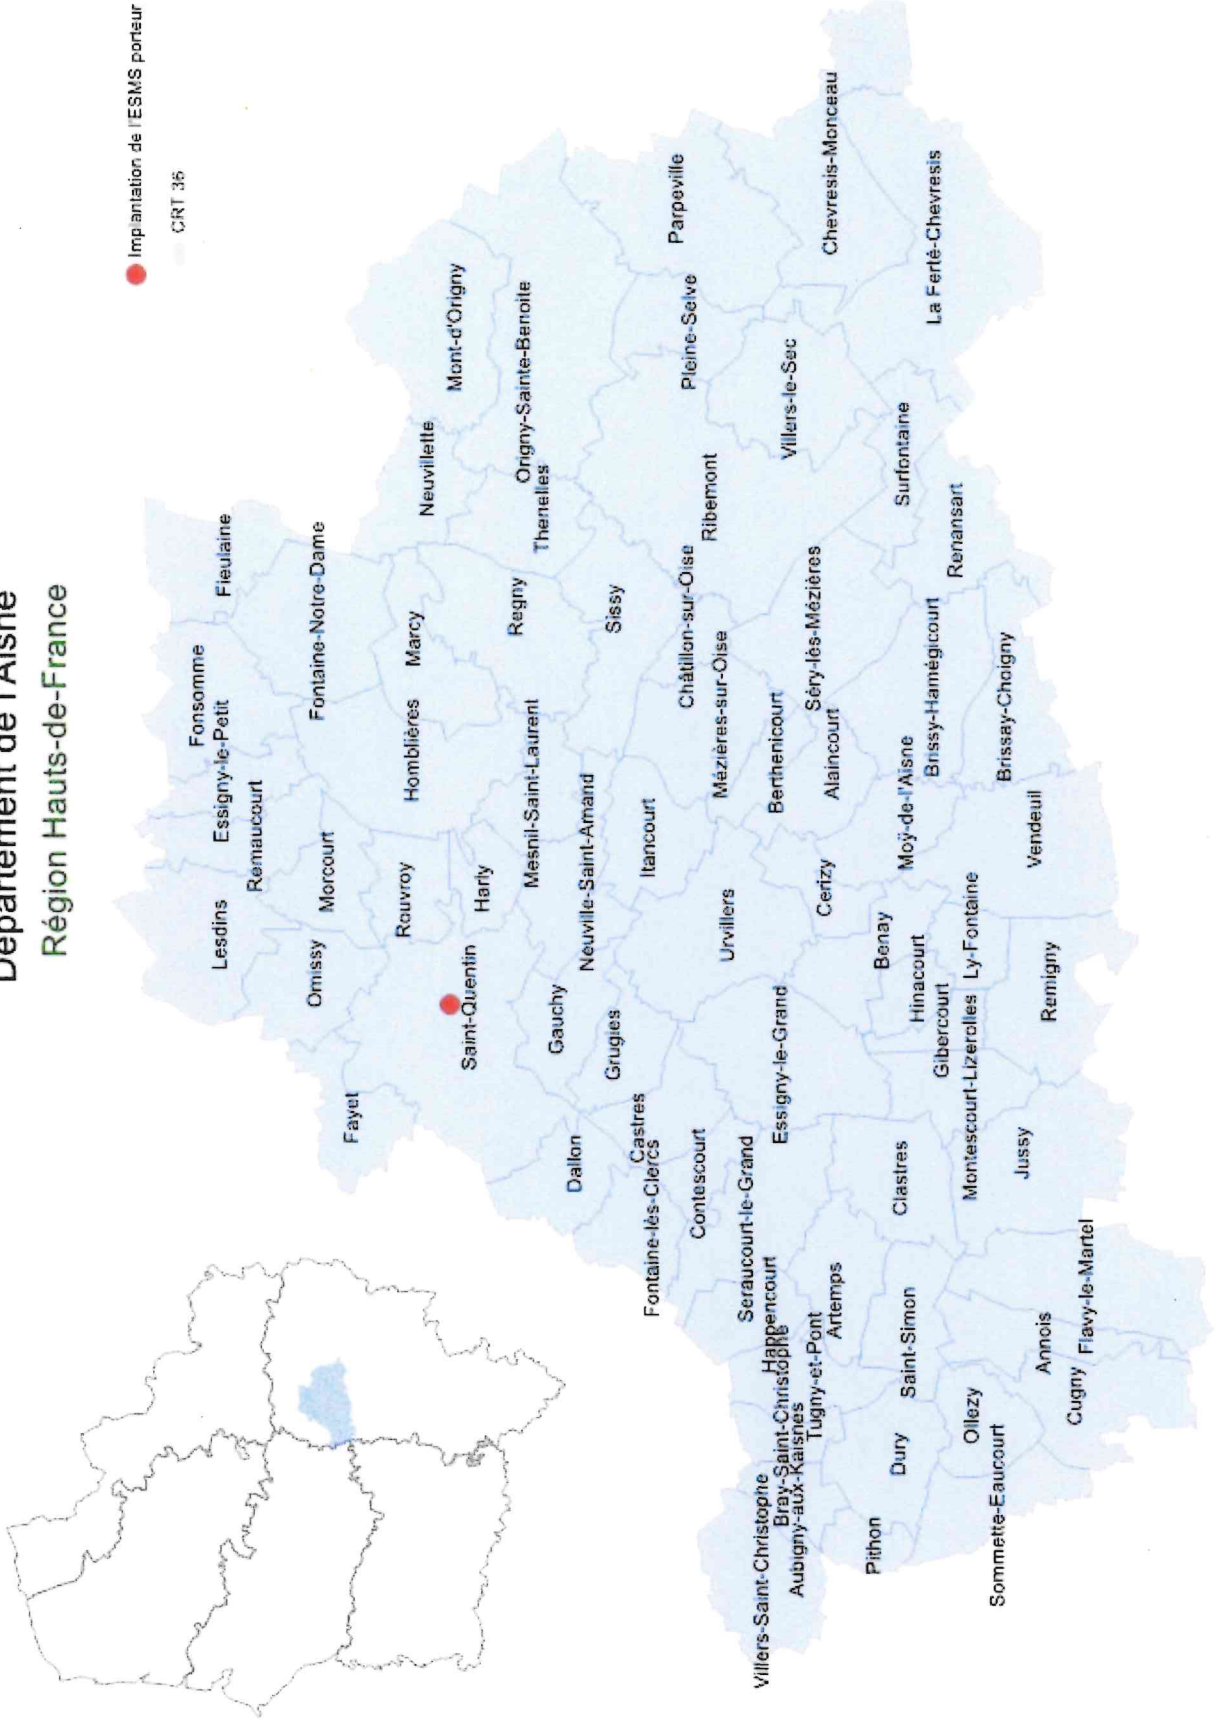 Département de l'Aisne
Région Hauts-de-France
Implantation de l'ESMS porteur
CRT 36
Lesdins
Essigny-le-Petit
Fonsomme
Fieulaine
Remaucourt
Omissy
Morcourt
Fontaine-Notre-Dame
Fayet
Rouvroy
Homblières
Marcy
Neuvillette
Mont-d'Origny
Saint-Quentin
Harly
Mesnil-Saint-Laurent
Regny
Thenelles
Origny-Sainte-Benoite
Gauchy
Dallon
Neuville-Saint-Amand
Grugies
Sissy
Castres
Fontaine-lès-Clercs
Itancourt
Contescourt
Châtillon-sur-Oise
Ribemont
Pleine-Selve
Parpeville
Urvillers
Mézières-sur-Oise
Seraucourt-le-Grand
Essigny-le-Grand
Berthenicourt
Villers-le-Sec
Villers-Saint-Christophe
Happencourt
Bray-Saint-Christophe
Aubigny-aux-Kaisnes
Tugny-et-Pont
Artemps
Cerizy
Alaincourt
Séry-lès-Mézières
Chevresis-Monceau
Pithon
Dury
Saint-Simon
Clastres
Benay
Moÿ-de-l'Aisne
Surfontaine
Hinacourt
Brissy-Hamégicourt
La Ferté-Chevresis
Gibercourt
Renansart
Ollezy
Montescourt-Lizerolles
Ly-Fontaine
Sommette-Eaucourt
Brissay-Choigny
Jussy
Vendeuil
Annois
Remigny
Cugny
Flavy-le-Martel